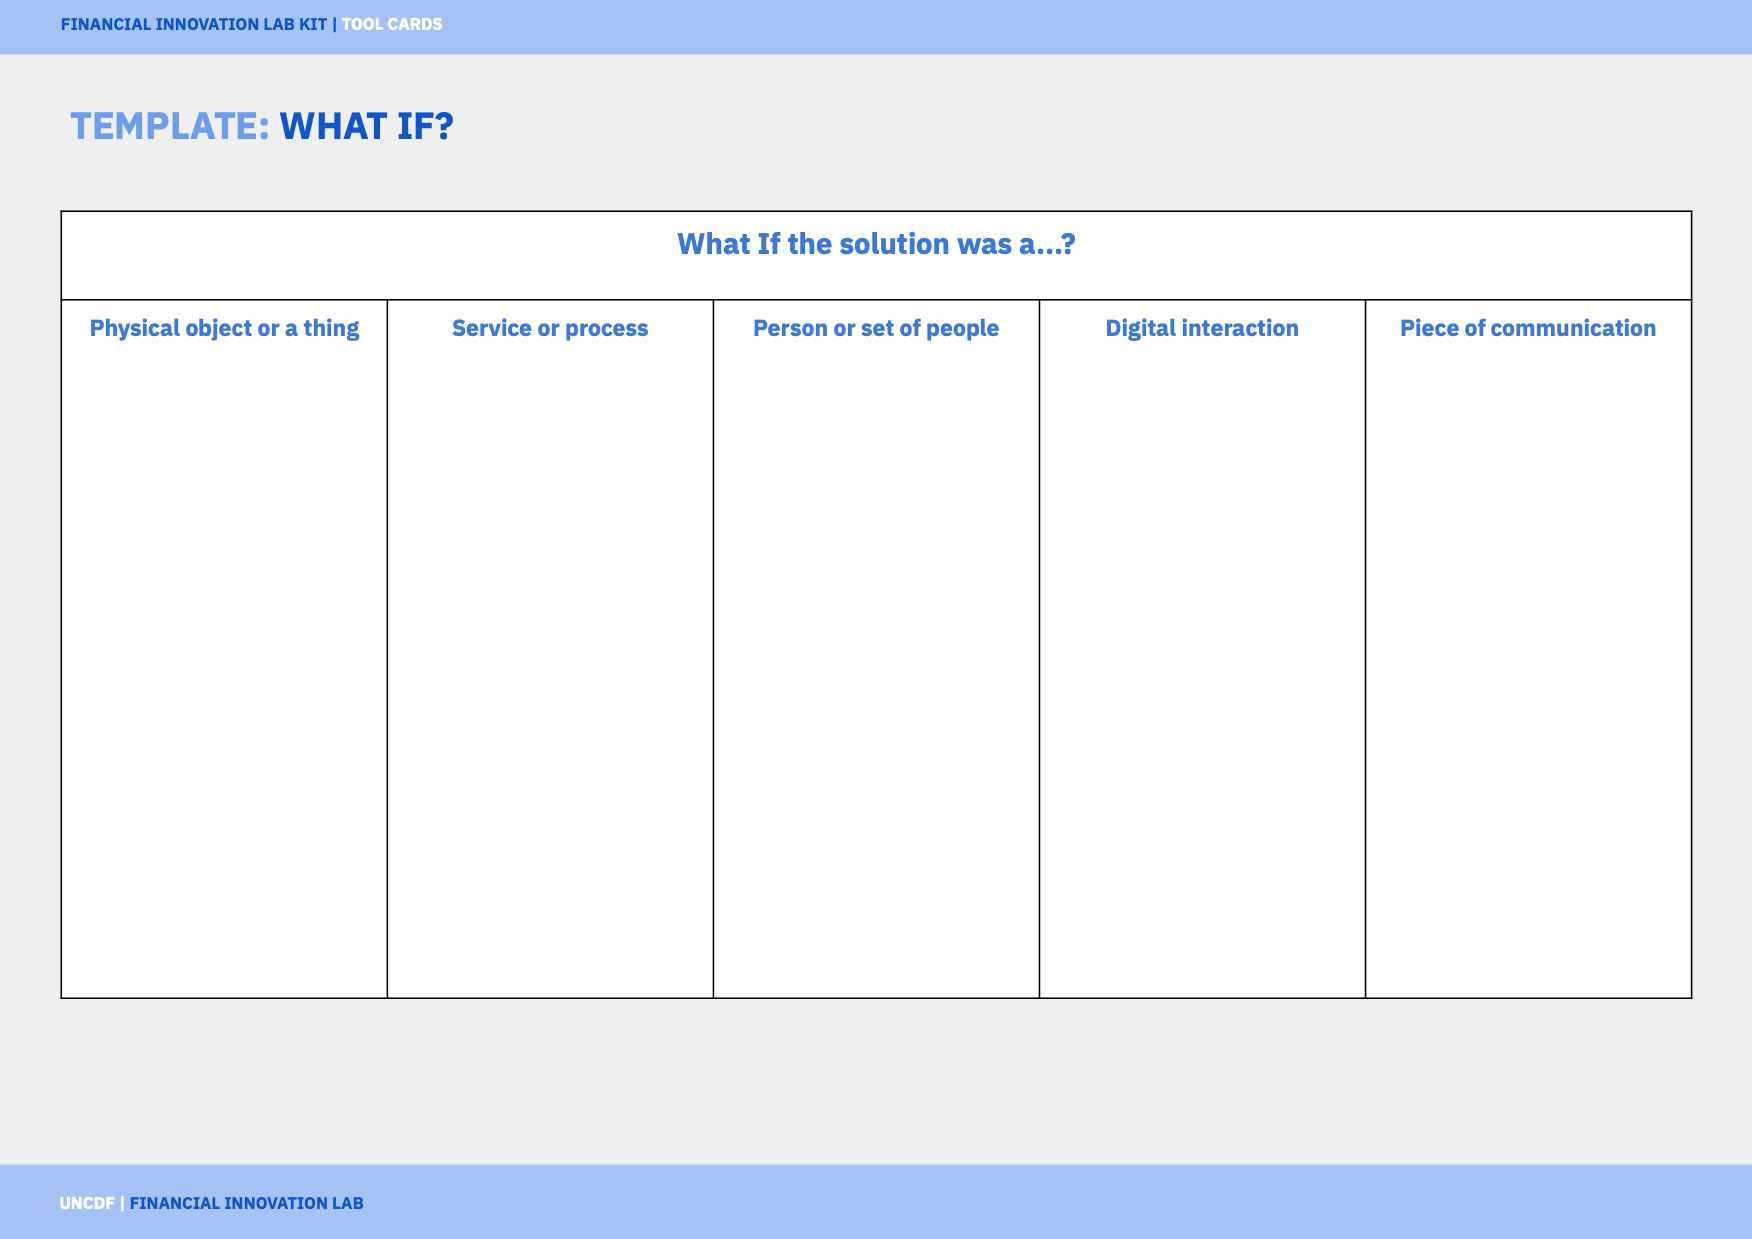 FINANCIAL INNOVATION LAB KIT | TOOL CARDS
TEMPLATE: WHAT IF?
What If the solution was a...?
Physical object or a thing
Service or process
Person or set of people
Digital interaction
Piece of communication
UNCDF | FINANCIAL INNOVATION LAB